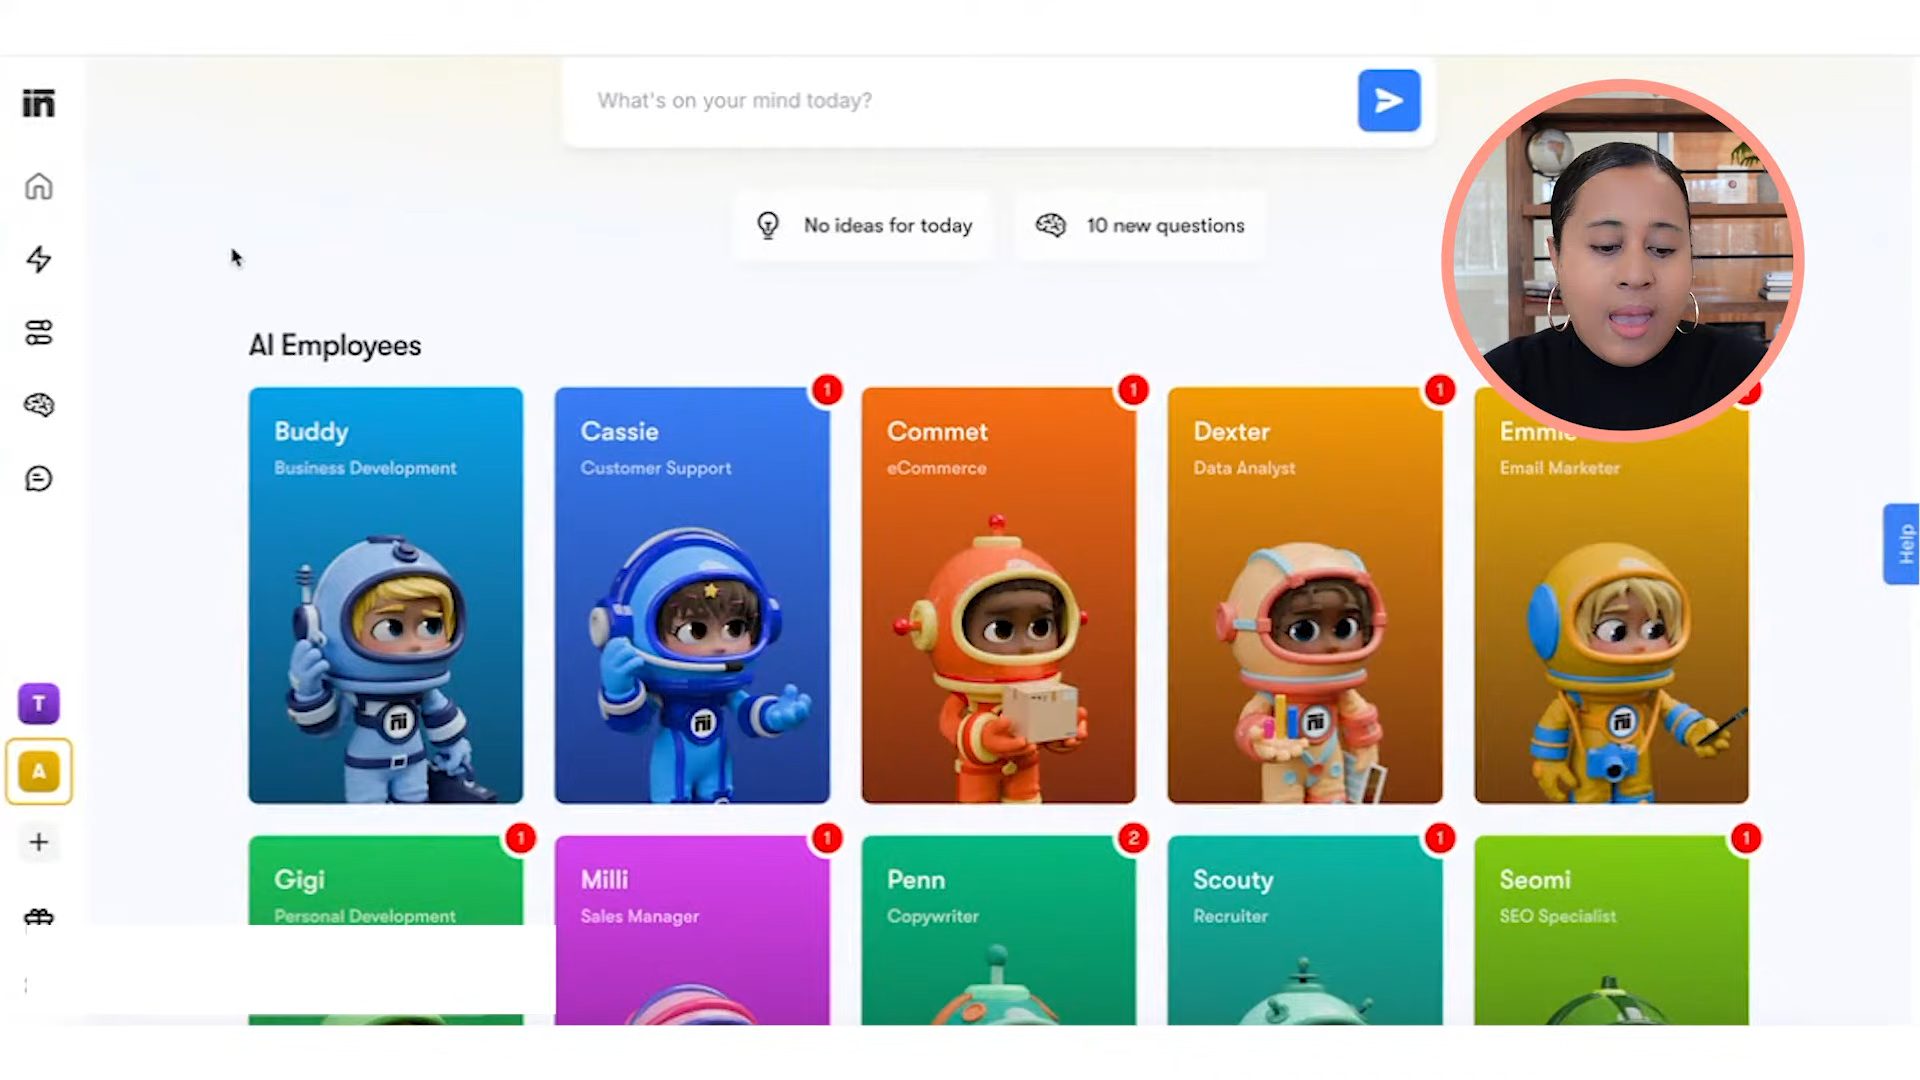 in
What's on your mind today?
No ideas for today
10 new questions
AI Employees
Buddy
Business Development
1
Cassie
Customer Support
1
Commet
eCommerce
1
Dexter
Data Analyst
Emmie
Email Marketer
Help
T
A
1
Gigi
Personal Development
1
Milli
Sales Manager
2
Penn
Copywriter
1
Scouty
Recruiter
1
Seomi
SEO Specialist